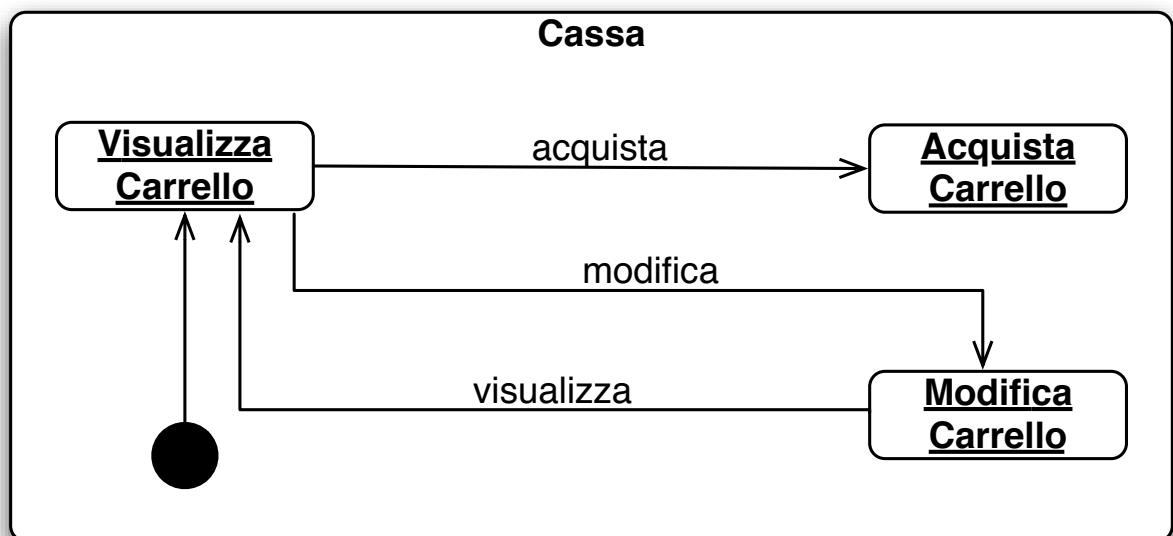 Cassa
Visualizza
Carrello
acquista
Acquista
Carrello
modifica
visualizza
Modifica
Carrello